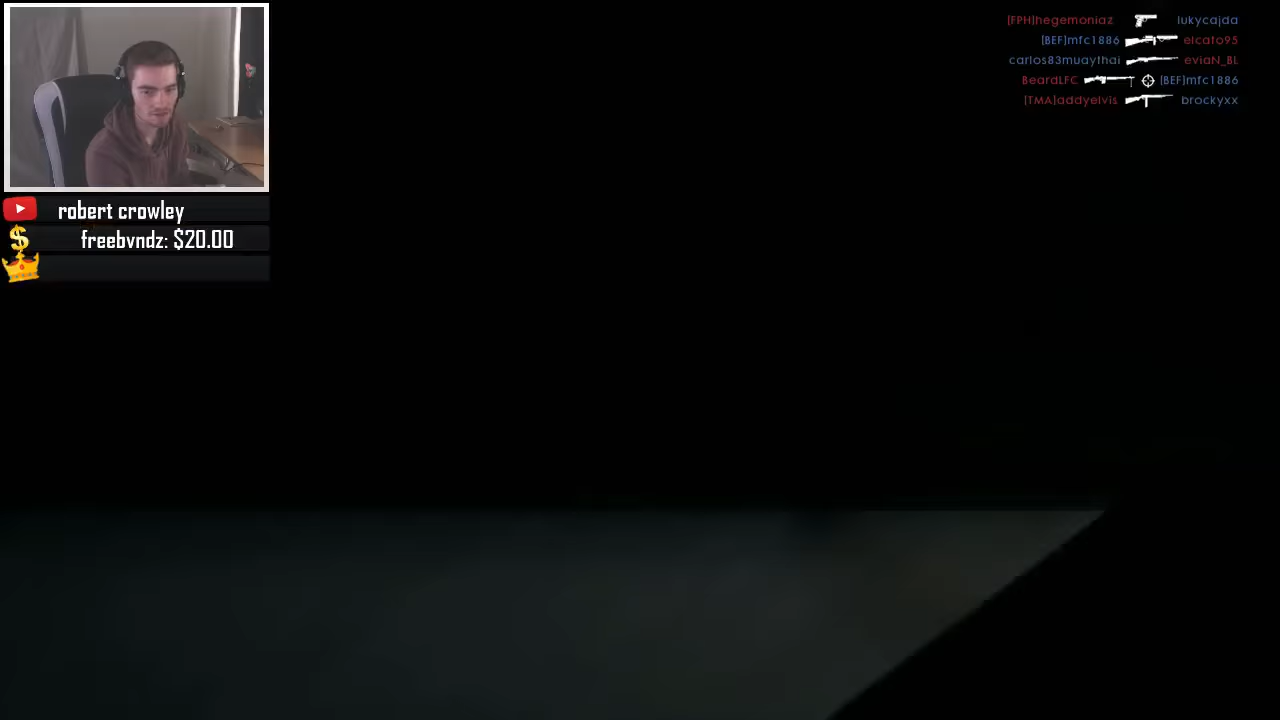 robert crowley
freebvndz: $20.00
[FPH]hegemoniaz lukycajda
[BEF]mfc1886 elcato95
carlos83muaythai eviaN_BL
BeardLFC [BEF]mfc1886
[TMA]addyelvis brockyxx